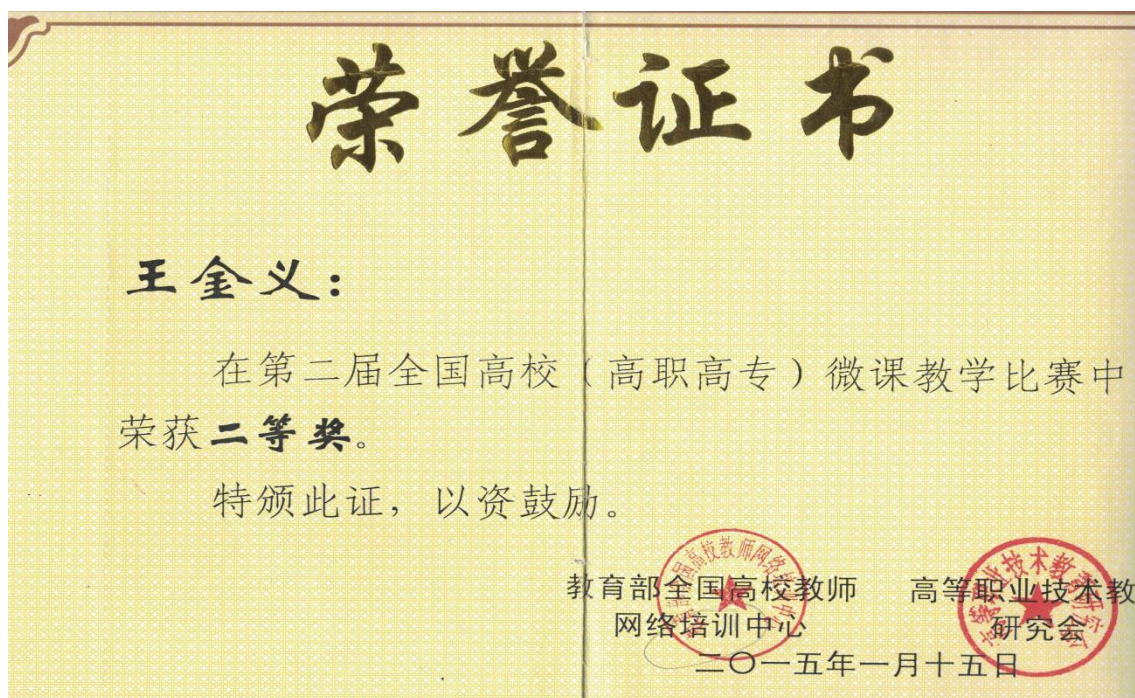 荣誉证书
王金义：
在第二届全国高校（高职高专）微课教学比赛中
荣获二等奖。
特颁此证，以资鼓励。
教育部全国高校教师 高等职业技术教
网络培训中心 研究会
二〇一五年一月十五日